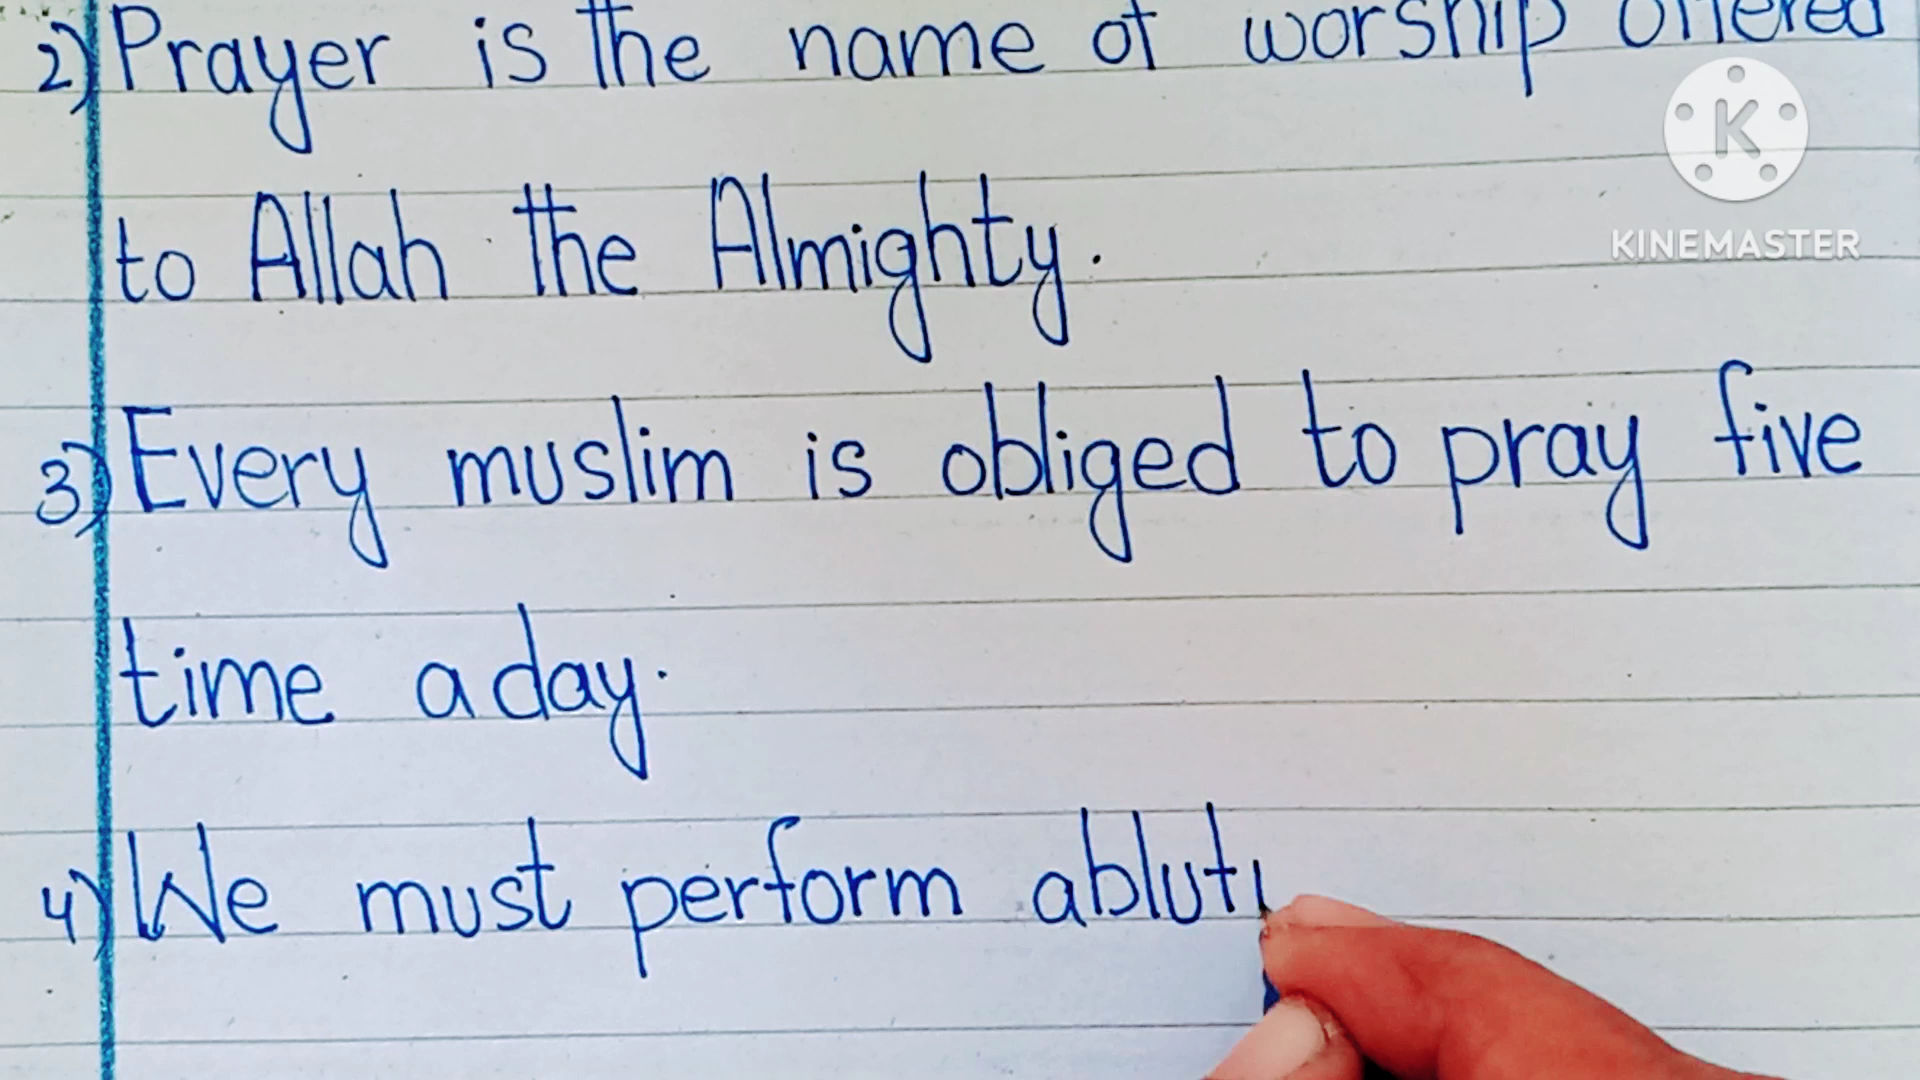 2) Prayer is the name of worship offered
K
KINEMASTER
to Allah the Almighty.
3) Every muslim is obliged to pray five
time a day.
4) We must perform abluti